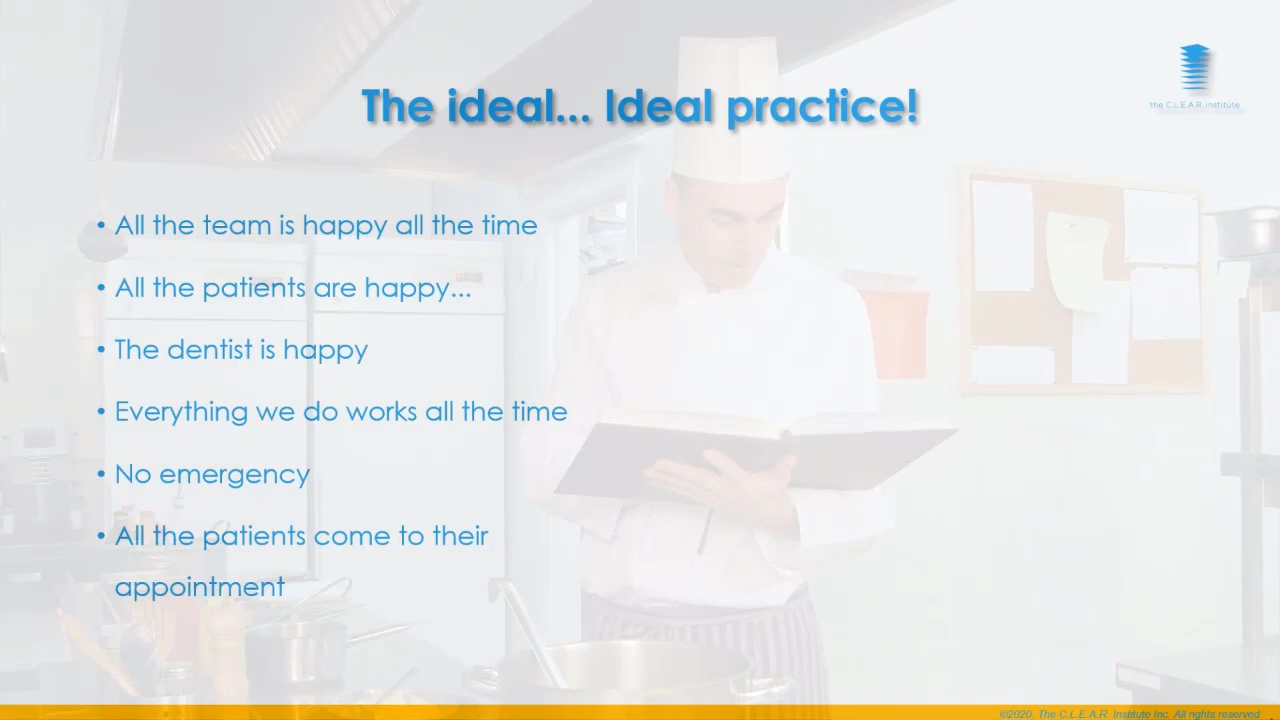 The ideal... Ideal practice!
the C.L.E.A.R. institute
• All the team is happy all the time
• All the patients are happy...
• The dentist is happy
• Everything we do works all the time
• No emergency
• All the patients come to their
appointment
©2020, The C.L.E.A.R. Institute Inc. All rights reserved.